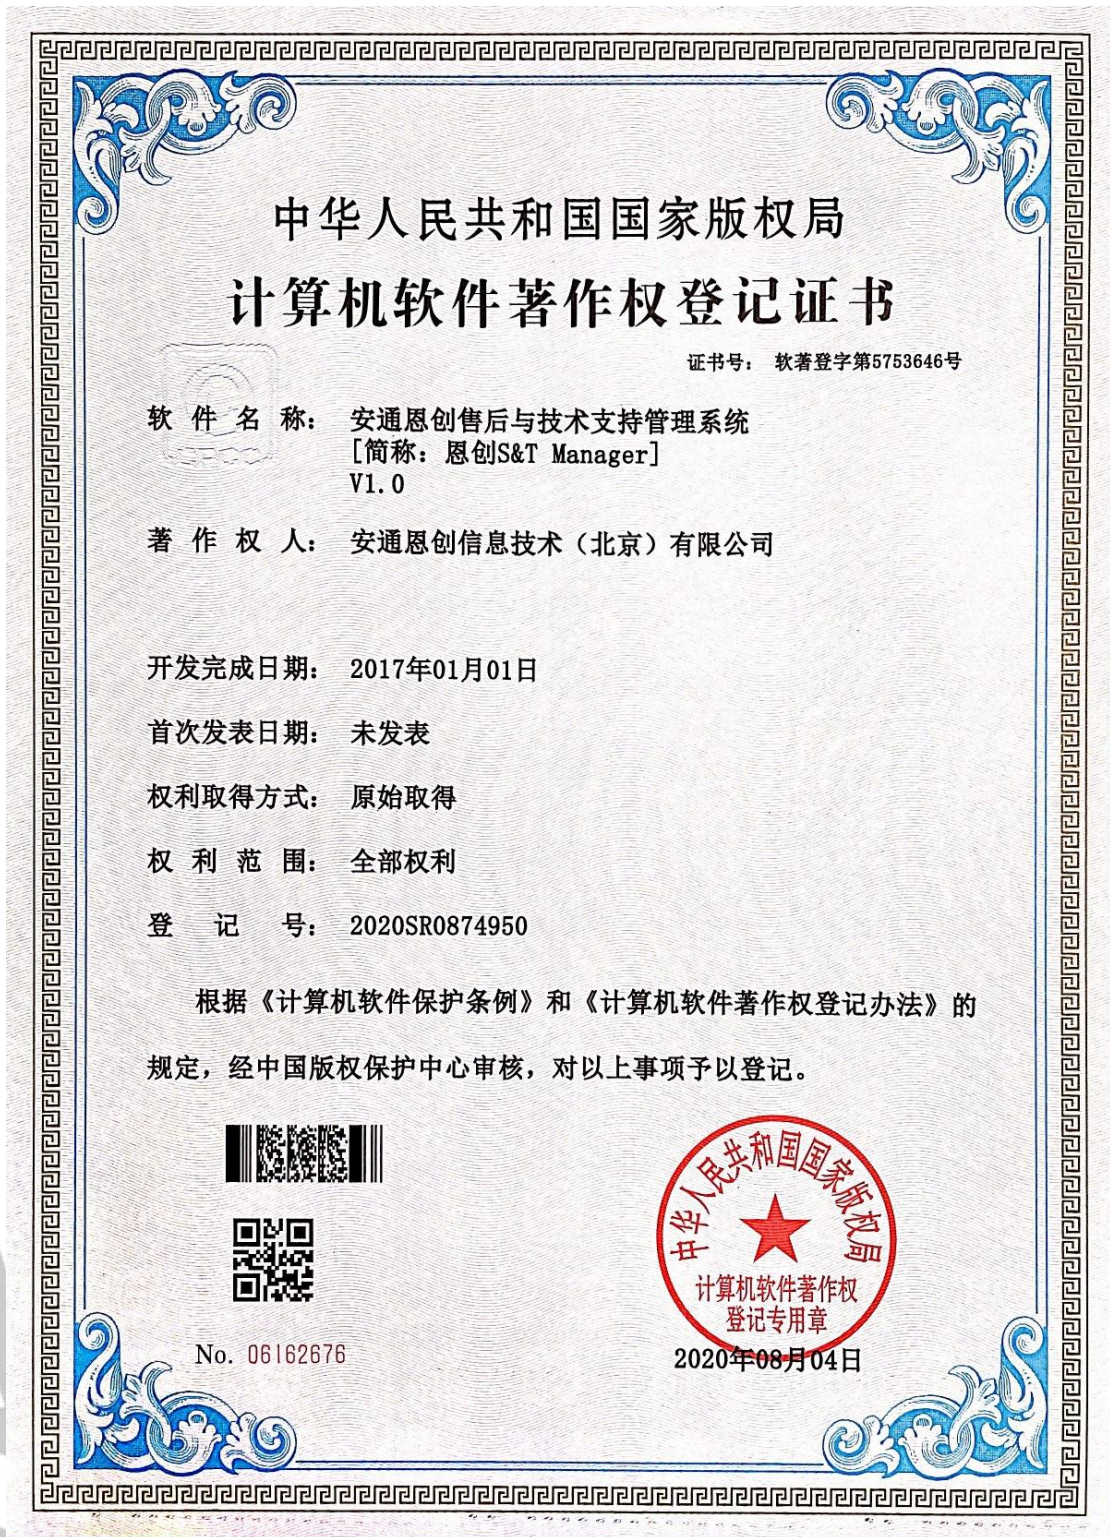 中华人民共和国国家版权局
计算机软件著作权登记证书
证书号： 软著登字第5753646号
软件名称： 安通恩创售后与技术支持管理系统
[简称：恩创S&T Manager]
V1.0
著作权人： 安通恩创信息技术（北京）有限公司
开发完成日期： 2017年01月01日
首次发表日期： 未发表
权利取得方式： 原始取得
权利范围： 全部权利
登记号： 2020SR0874950
根据《计算机软件保护条例》和《计算机软件著作权登记办法》的
规定，经中国版权保护中心审核，对以上事项予以登记。
中华人民共和国国家版权局
计算机软件著作权
登记专用章
No. 06162676
2020年08月04日